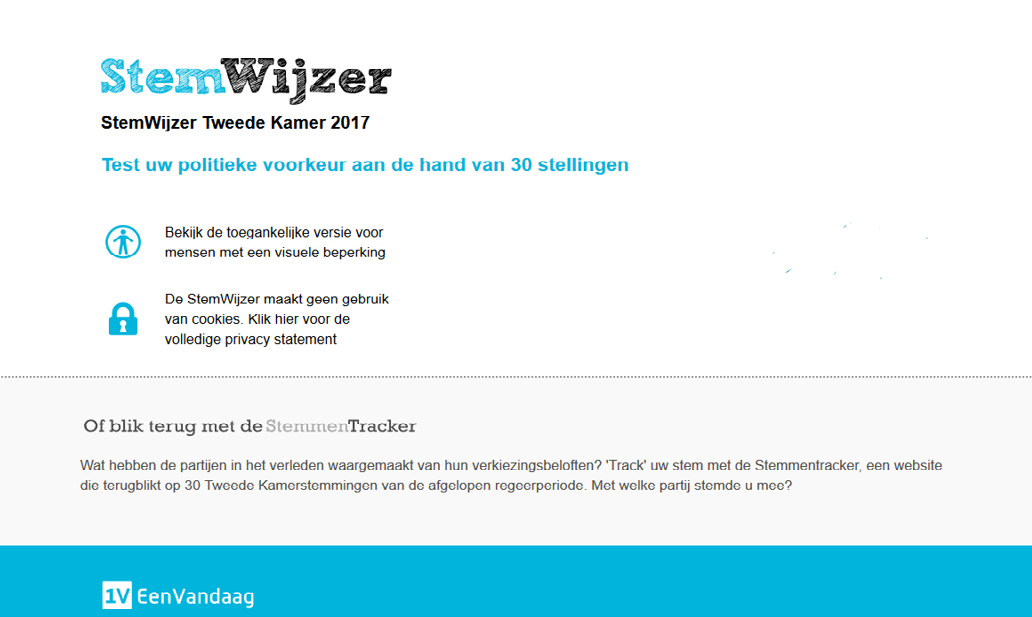 StemWijzer
StemWijzer Tweede Kamer 2017
Test uw politieke voorkeur aan de hand van 30 stellingen
Bekijk de toegankelijke versie voor
mensen met een visuele beperking
De StemWijzer maakt geen gebruik
van cookies. Klik hier voor de
volledige privacy statement
Of blik terug met de StemmenTracker
Wat hebben de partijen in het verleden waargemaakt van hun verkiezingsbeloften? 'Track' uw stem met de Stemmentracker, een website
die terugblikt op 30 Tweede Kamerstemmingen van de afgelopen regeerperiode. Met welke partij stemde u mee?
1V EenVandaag